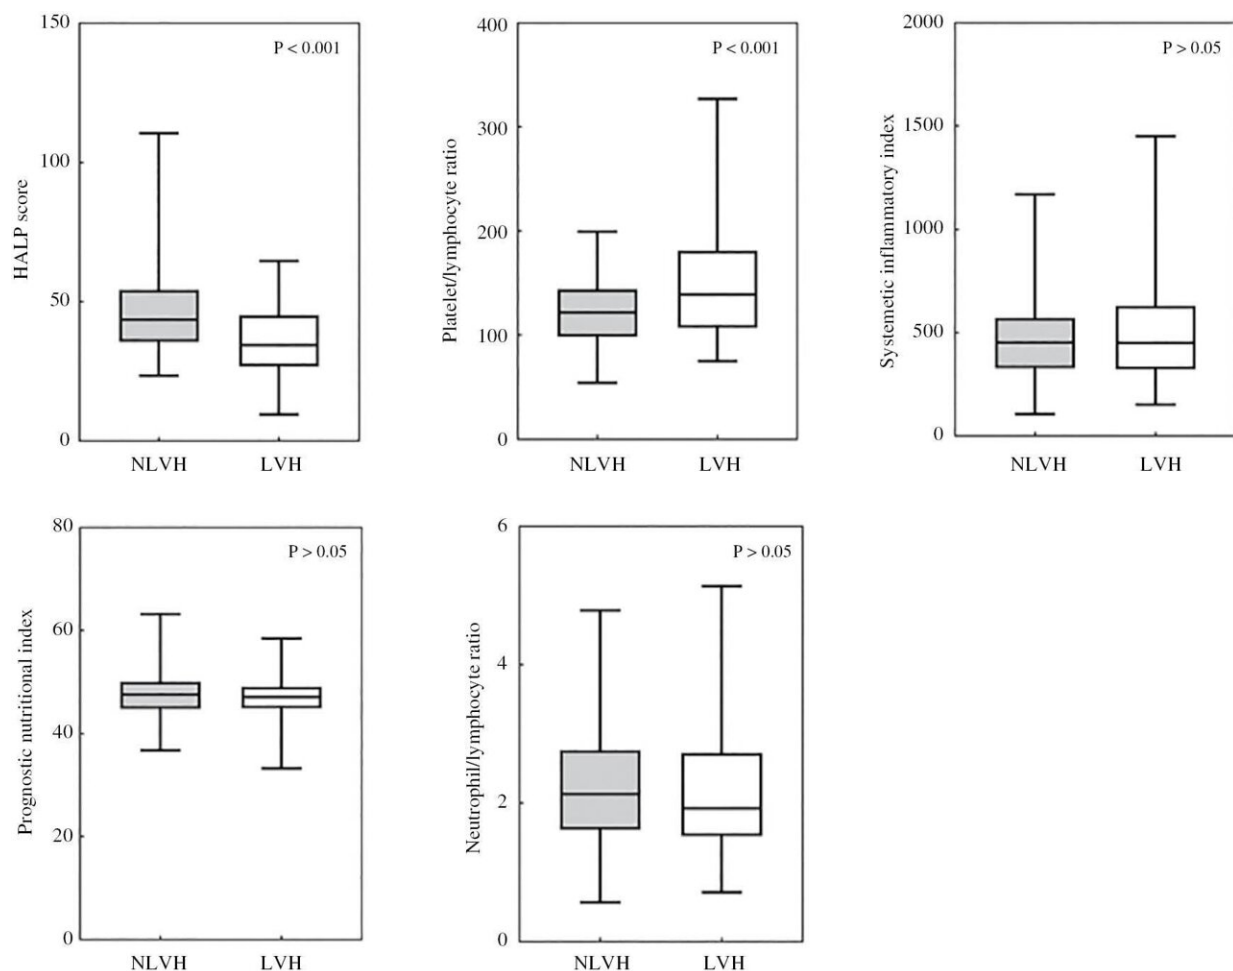 HALP score
150
100
50
0
P < 0.001
NLVH LVH
Platelet/lymphocyte ratio
400
300
200
100
0
P < 0.001
NLVH LVH
Systemetic inflammatory index
2000
1500
1000
500
0
P > 0.05
NLVH LVH
Prognostic nutritional index
80
60
40
20
0
P > 0.05
NLVH LVH
Neutrophil/lymphocyte ratio
6
4
2
0
P > 0.05
NLVH LVH